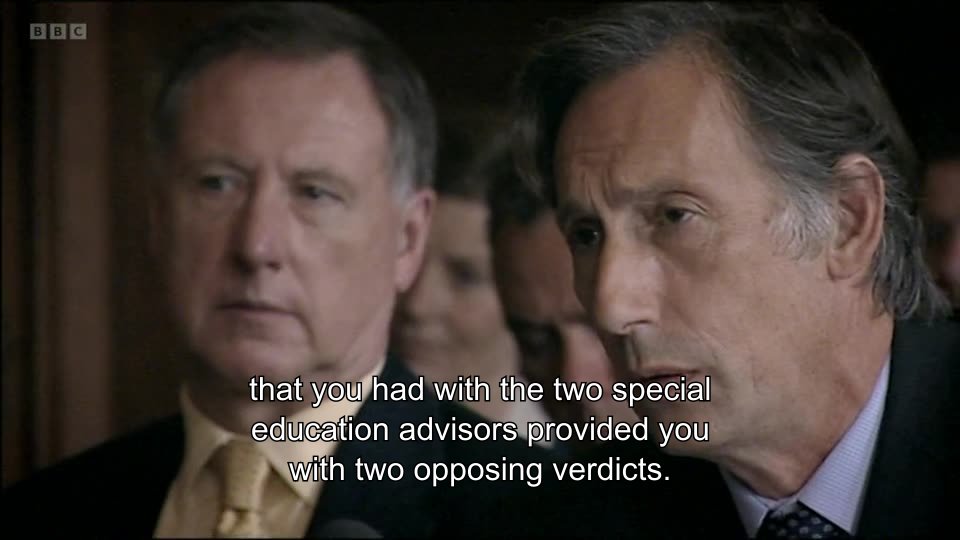 BBC
that you had with the two special
education advisors provided you
with two opposing verdicts.